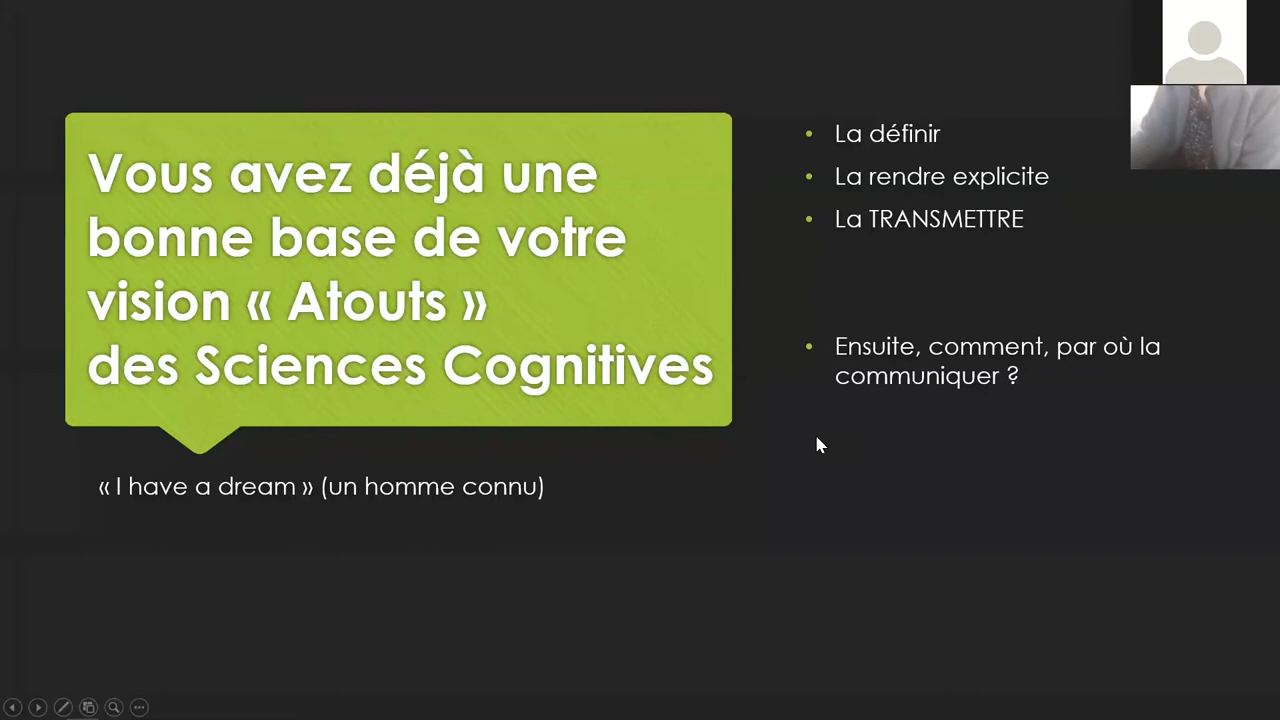 Vous avez déjà une
bonne base de votre
vision « Atouts »
des Sciences Cognitives
« I have a dream » (un homme connu)
• La définir
• La rendre explicite
• La TRANSMETTRE
• Ensuite, comment, par où la
communiquer ?